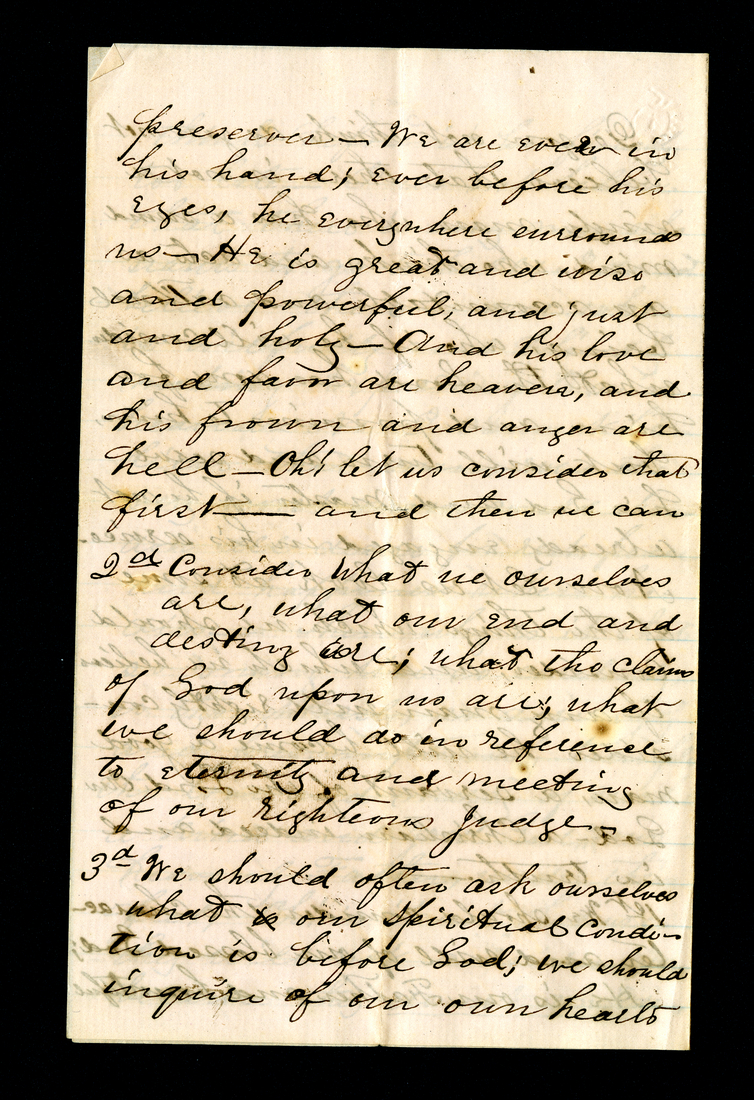 preserver— We are ever in
his hand; ever before his
eyes, he everywhere surrounds
us— He is great and wise
and powerful, and just
and holy— And his love
and favor are heaven, and
his frown and anger are
hell— Oh! let us consider that
first— and then we can
2d Consider what we ourselves
are, what our end and
destiny are; what the claims
of God upon us are; what
we should do in reference
to eternity and meeting
of our righteous Judge—
3d We should often ask ourselves
what is our spiritual condi-
tion is before God; we should
inquire of our own hearts